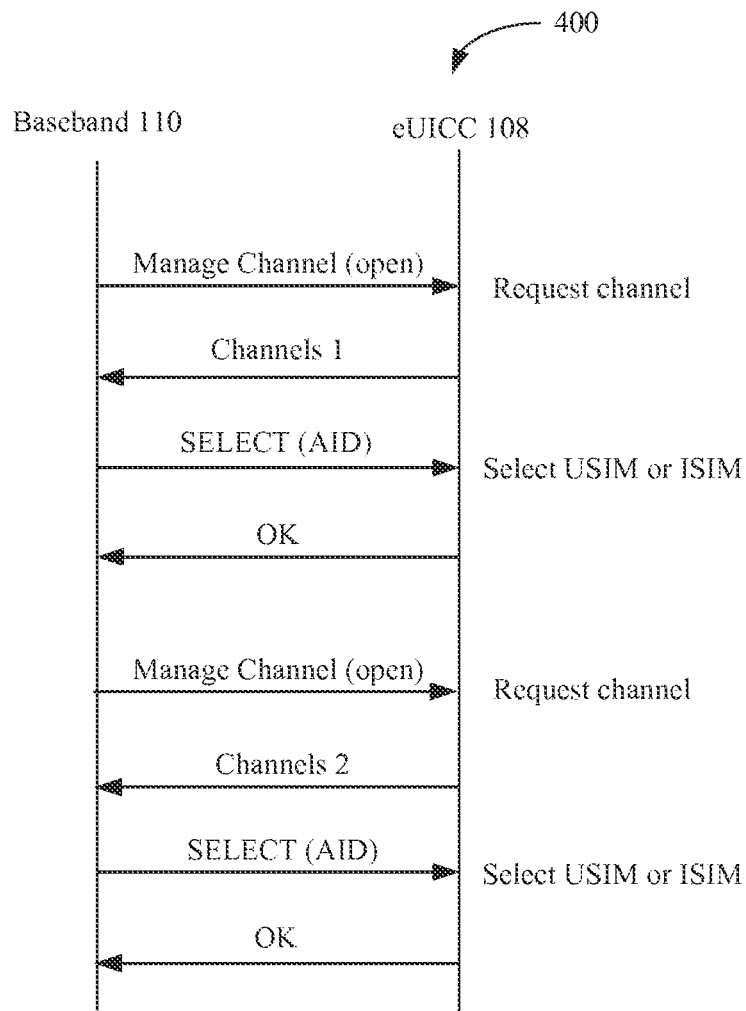 400
Baseband 110
eUICC 108
Manage Channel (open)
Request channel
Channels 1
SELECT (AID)
Select USIM or ISIM
OK
Manage Channel (open)
Request channel
Channels 2
SELECT (AID)
Select USIM or ISIM
OK